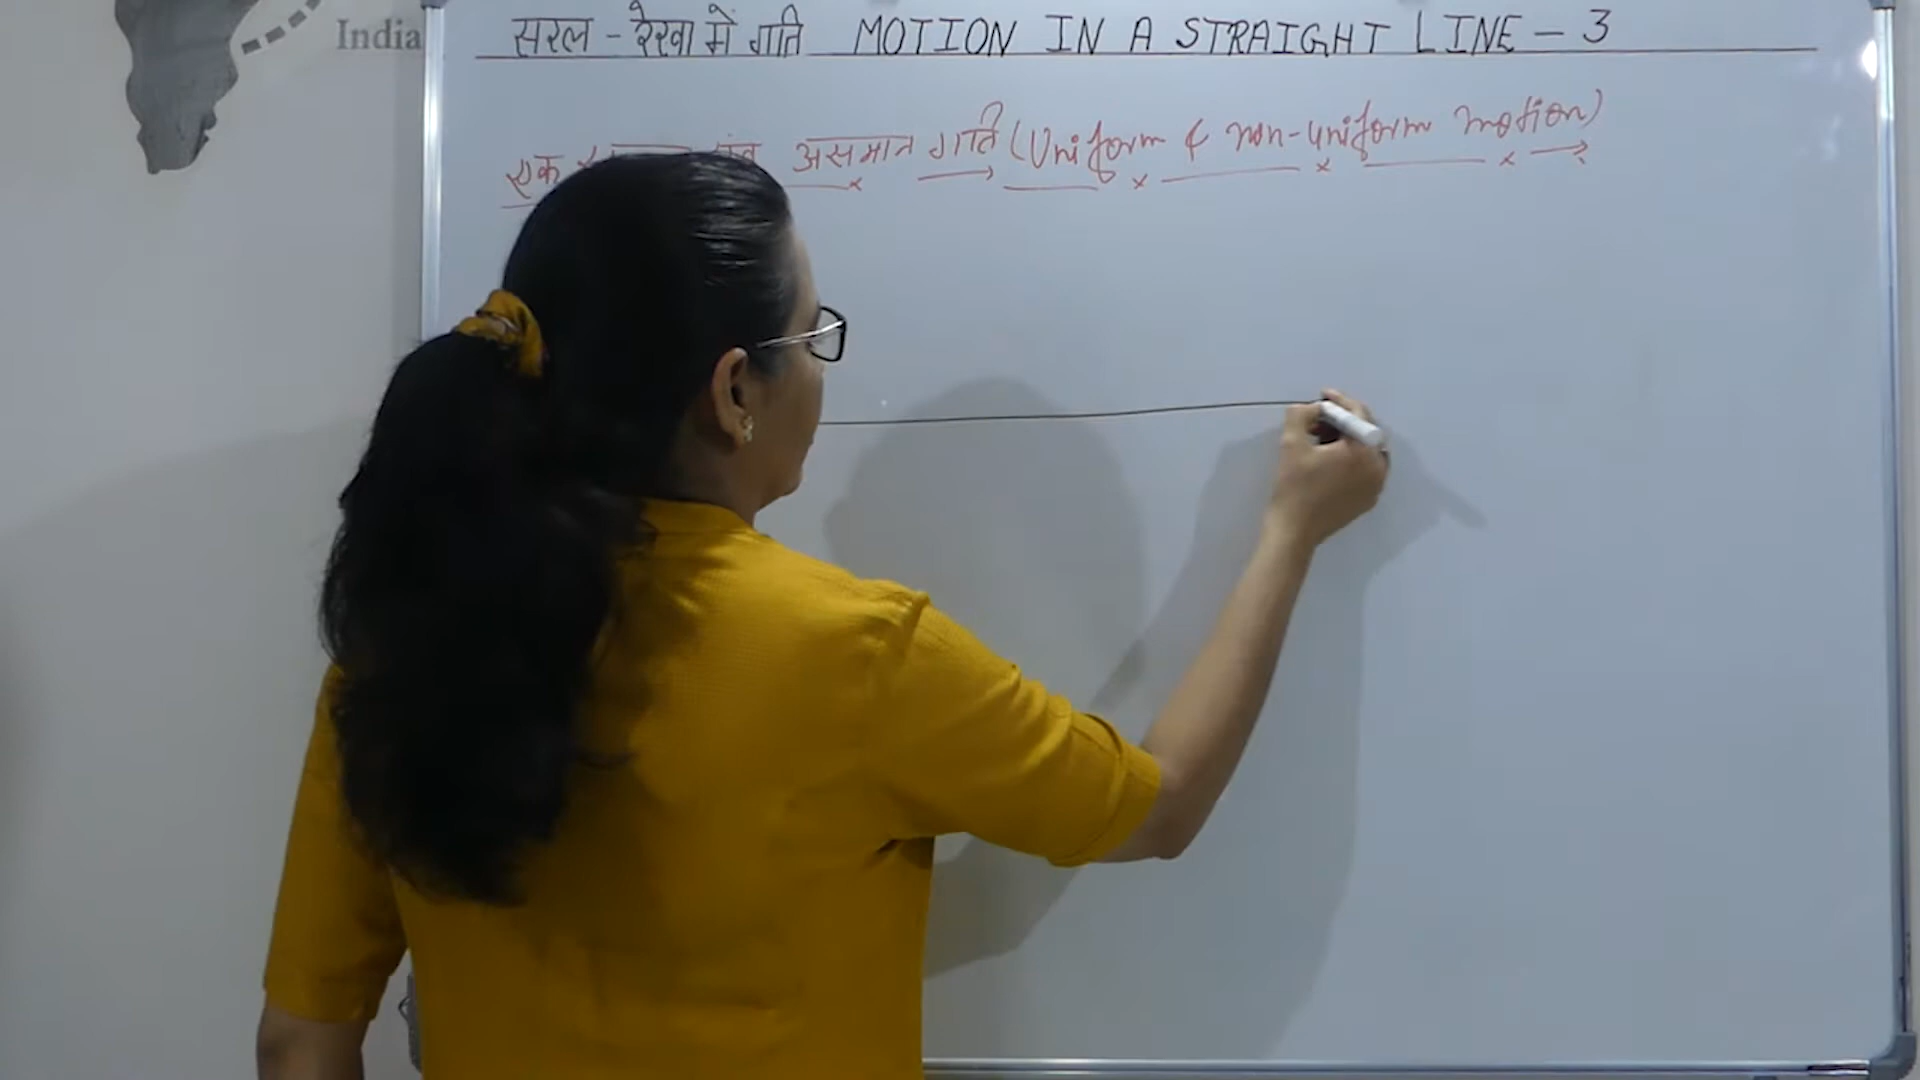 India
सरल - रेखा में गति MOTION IN A STRAIGHT LINE - 3
एक असमान गति (Uniform & non-uniform motion)